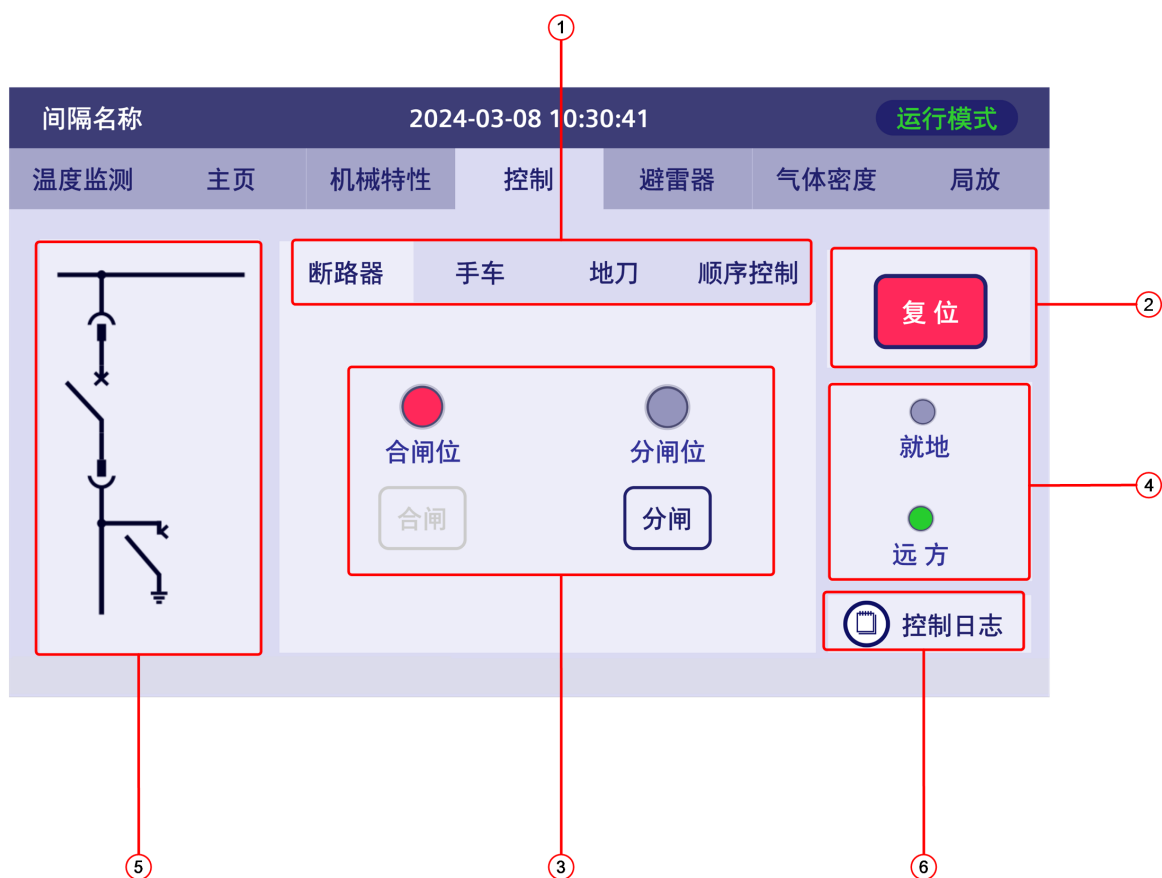 ①
间隔名称 2024-03-08 10:30:41 运行模式
温度监测 主页 机械特性 控制 避雷器 气体密度 局放
断路器 手车 地刀 顺序控制
复位
②
合闸位 分闸位
就地
④
合闸 分闸
远方
控制日志
⑤ ③ ⑥